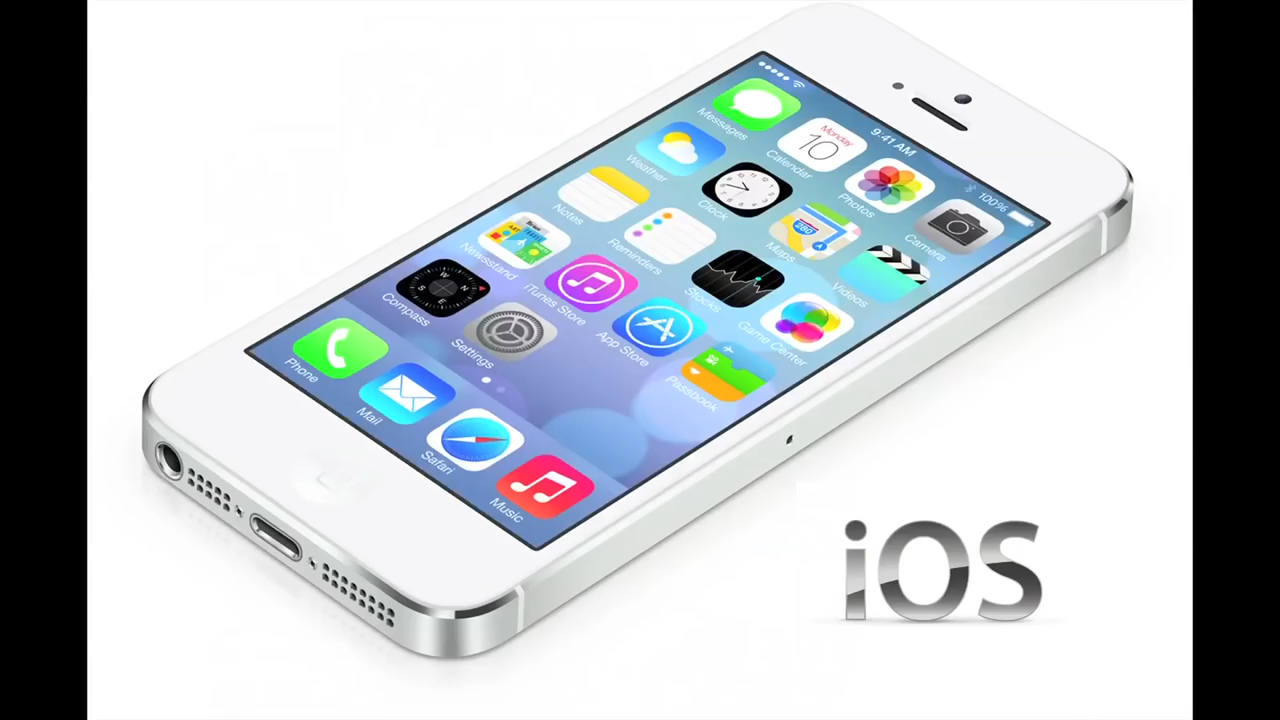 9:41 AM
100%
Messages
Monday
10
Calendar
Photos
Camera
Weather
Clock
Maps
280
Videos
Notes
Reminders
Stocks
Game Center
Newsstand
iTunes Store
App Store
Passbook
N
W
E
S
Compass
Settings
Phone
Mail
Safari
Music
iOS